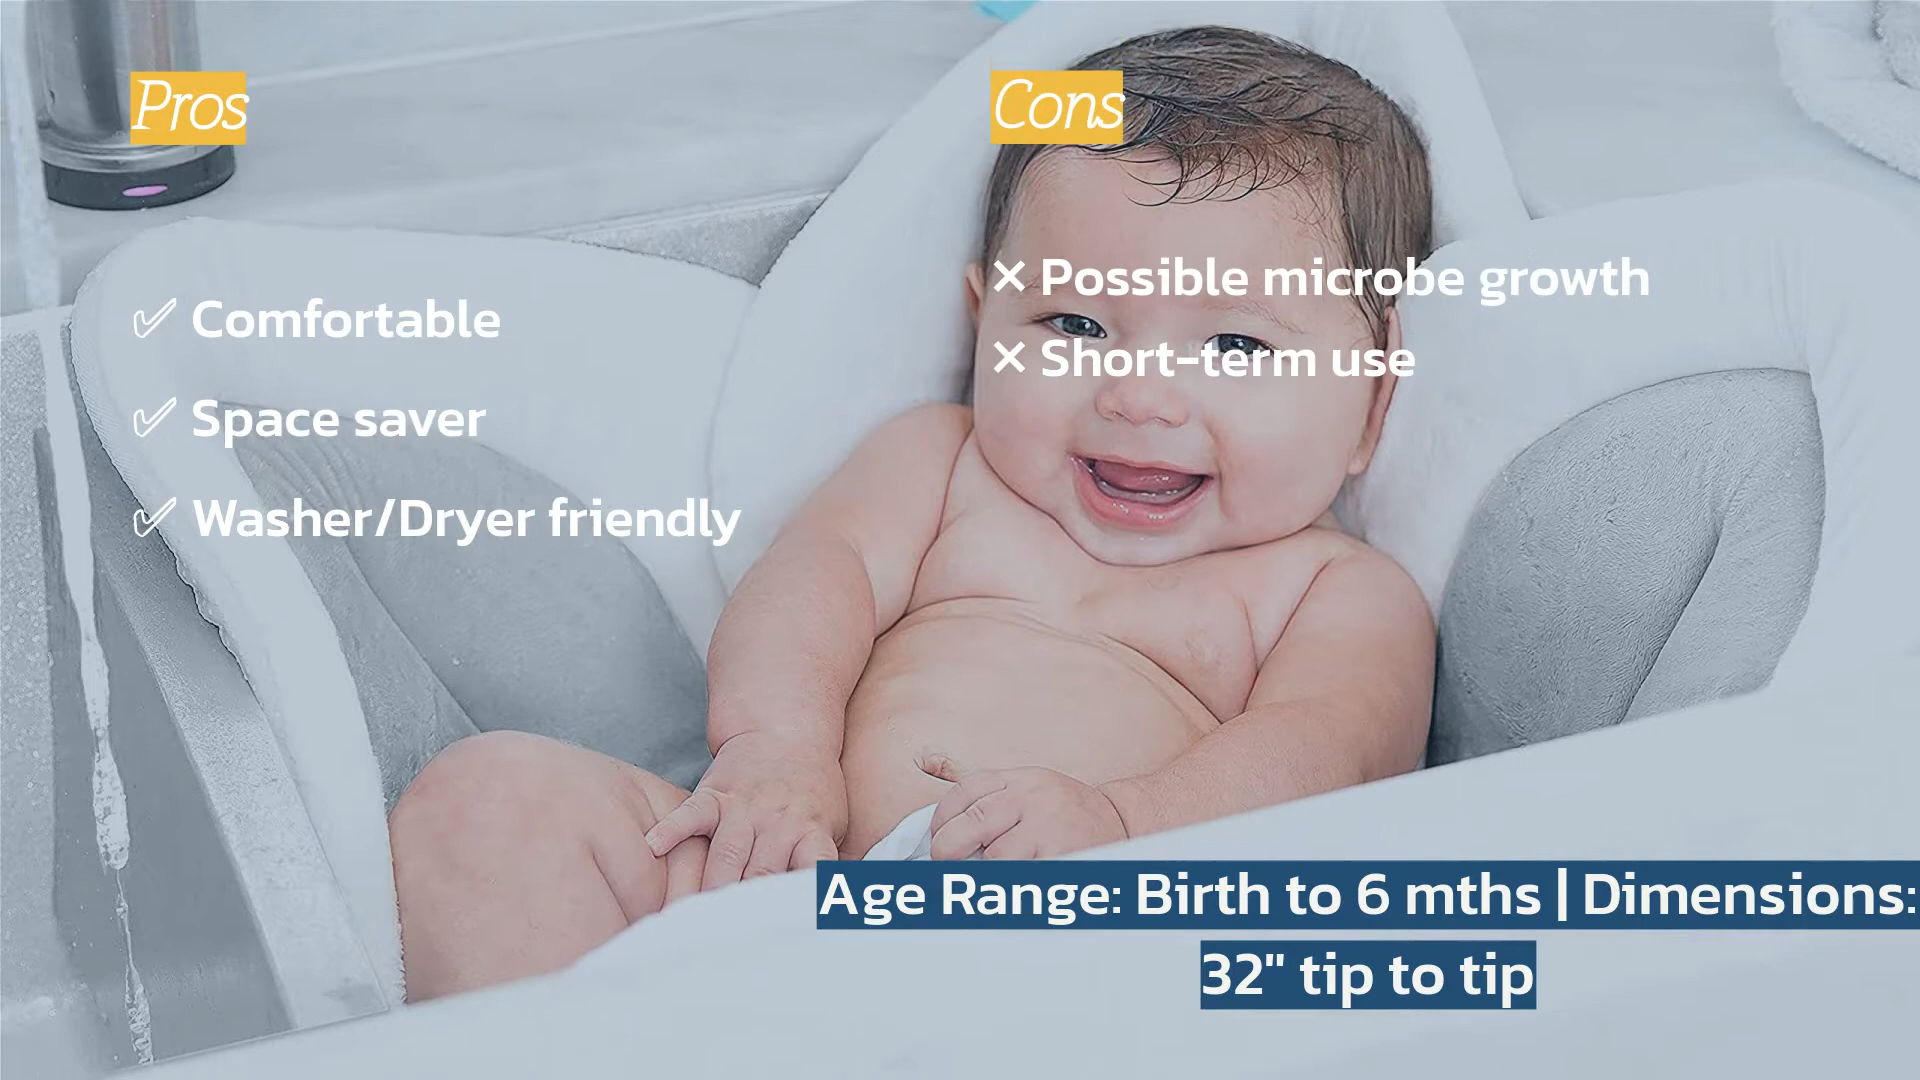 Pros
✅ Comfortable
✅ Space saver
✅ Washer/Dryer friendly
Cons
✕ Possible microbe growth
✕ Short-term use
Age Range: Birth to 6 mths | Dimensions:
32" tip to tip